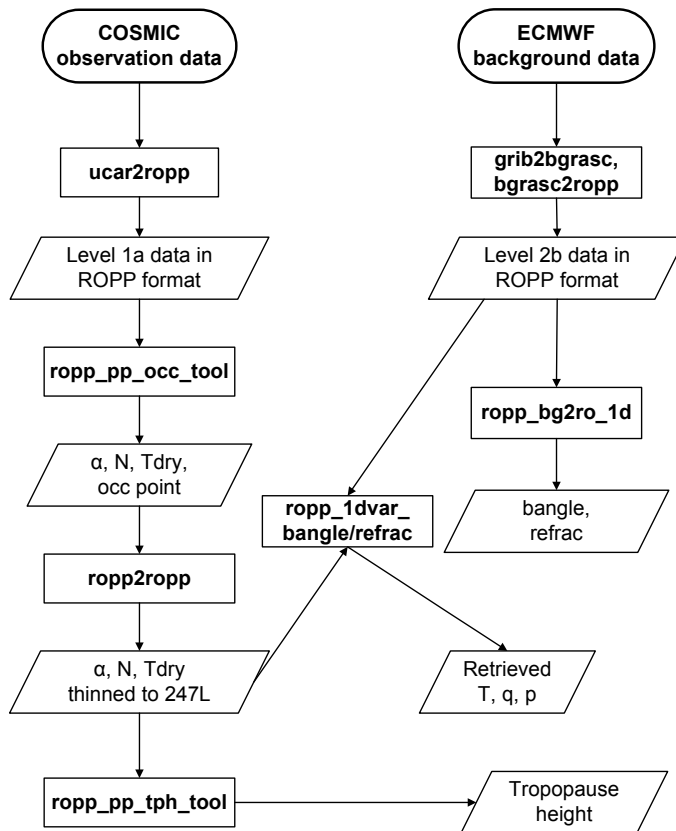 COSMIC
observation data
ECMWF
background data
ucar2ropp
grib2bgrasc,
bgrasc2ropp
Level 1a data in
ROPP format
Level 2b data in
ROPP format
ropp_pp_occ_tool
ropp_bg2ro_1d
α, N, Tdry,
occ point
ropp_1dvar_
bangle/refrac
bangle,
refrac
ropp2ropp
α, N, Tdry
thinned to 247L
Retrieved
T, q, p
ropp_pp_tph_tool
Tropopause
height